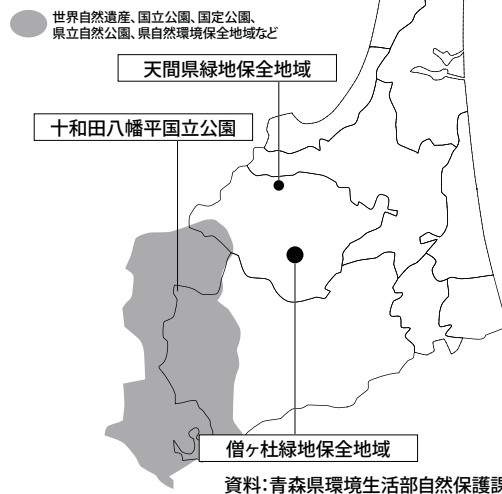 世界自然遺産、国立公園、国定公園、
県立自然公園、県自然環境保全地域など
天間県緑地保全地域
十和田八幡平国立公園
僧ヶ杜緑地保全地域
資料：青森県環境生活部自然保護課